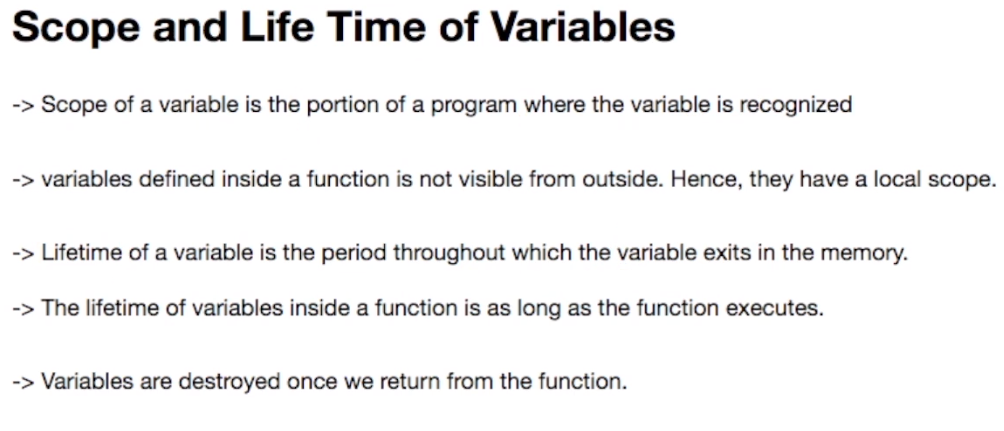 Scope and Life Time of Variables
-> Scope of a variable is the portion of a program where the variable is recognized
-> variables defined inside a function is not visible from outside. Hence, they have a local scope.
-> Lifetime of a variable is the period throughout which the variable exits in the memory.
-> The lifetime of variables inside a function is as long as the function executes.
-> Variables are destroyed once we return from the function.